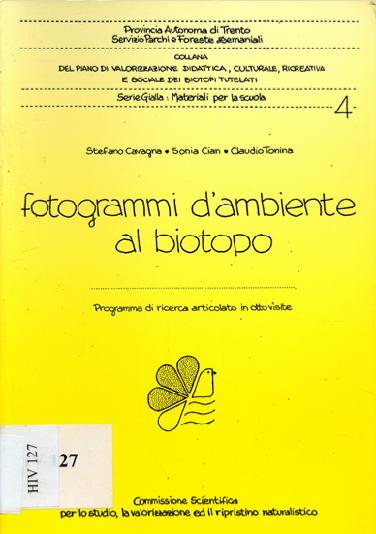 Provincia Autonoma di Trento
Servizio Parchi e Foreste Demaniali
COLLANA
DEL PIANO DI VALORIZZAZIONE DIDATTICA, CULTURALE, RICREATIVA
E SOCIALE DEI BIOTOPI TUTELATI
Serie Gialla: Materiali per la scuola
4
Stefano Cavagna • Sonia Cian • Claudio Tonina
fotogrammi d'ambiente
al biotopo
Programma di ricerca articolato in otto visite
HIV 127
127
Commissione Scientifica
per lo studio, la valorizzazione ed il ripristino naturalistico